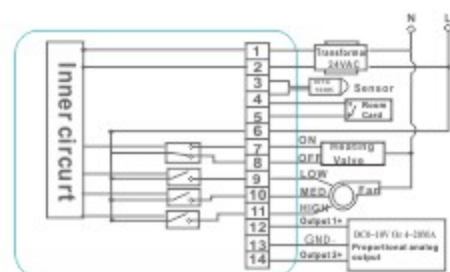 N L
Inner circurt
1
Transformer
2
24VAC
3
Sensor
4
5
Room
Card
6
ON
7
Heating
Valve
8
OFF
9
LOW
10
MED
Fan
11
HIGH
12
Output 1+
DC0-10V Or 4-20MA
13
GND-
Proportional analog
output
14
Output 2+